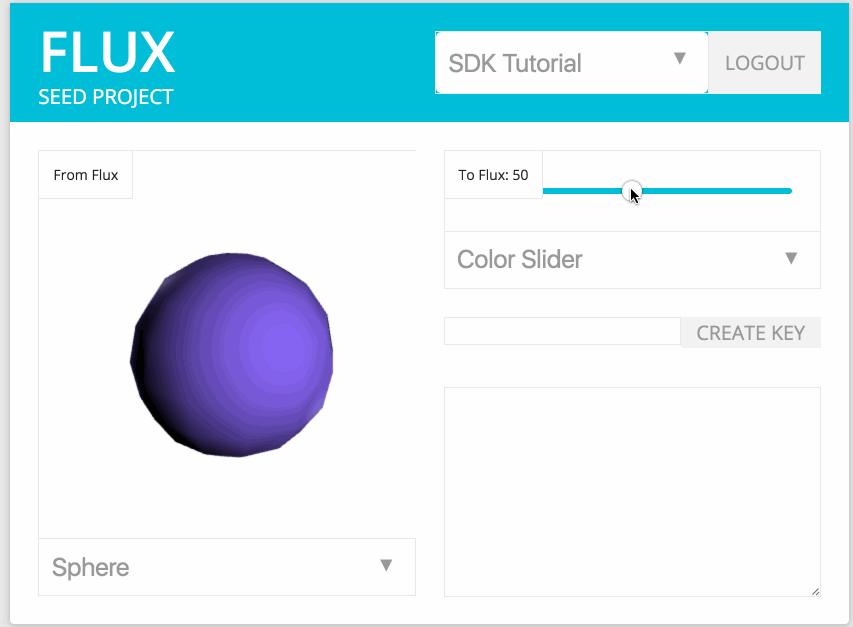 FLUX
SEED PROJECT
SDK Tutorial
LOGOUT
From Flux
Sphere
To Flux: 50
Color Slider
CREATE KEY